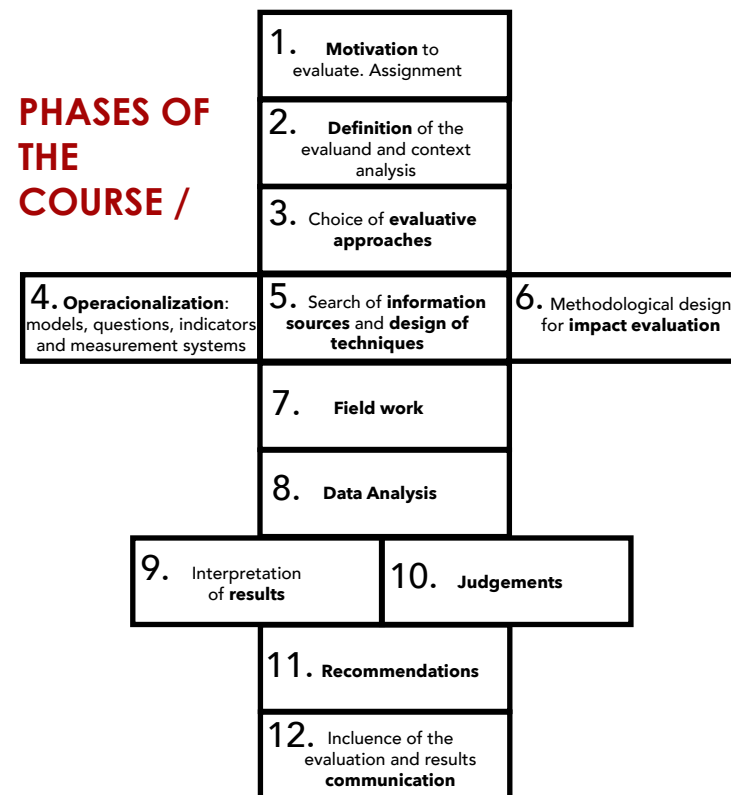 PHASES OF
THE
COURSE /
1. Motivation to
evaluate. Assignment
2. Definition of the
evaluand and context
analysis
3. Choice of evaluative
approaches
4. Operacionalization:
models, questions, indicators
and measurement systems
5. Search of information
sources and design of
techniques
6. Methodological design
for impact evaluation
7. Field work
8. Data Analysis
9. Interpretation
of results
10. Judgements
11. Recommendations
12. Incluence of the
evaluation and results
communication